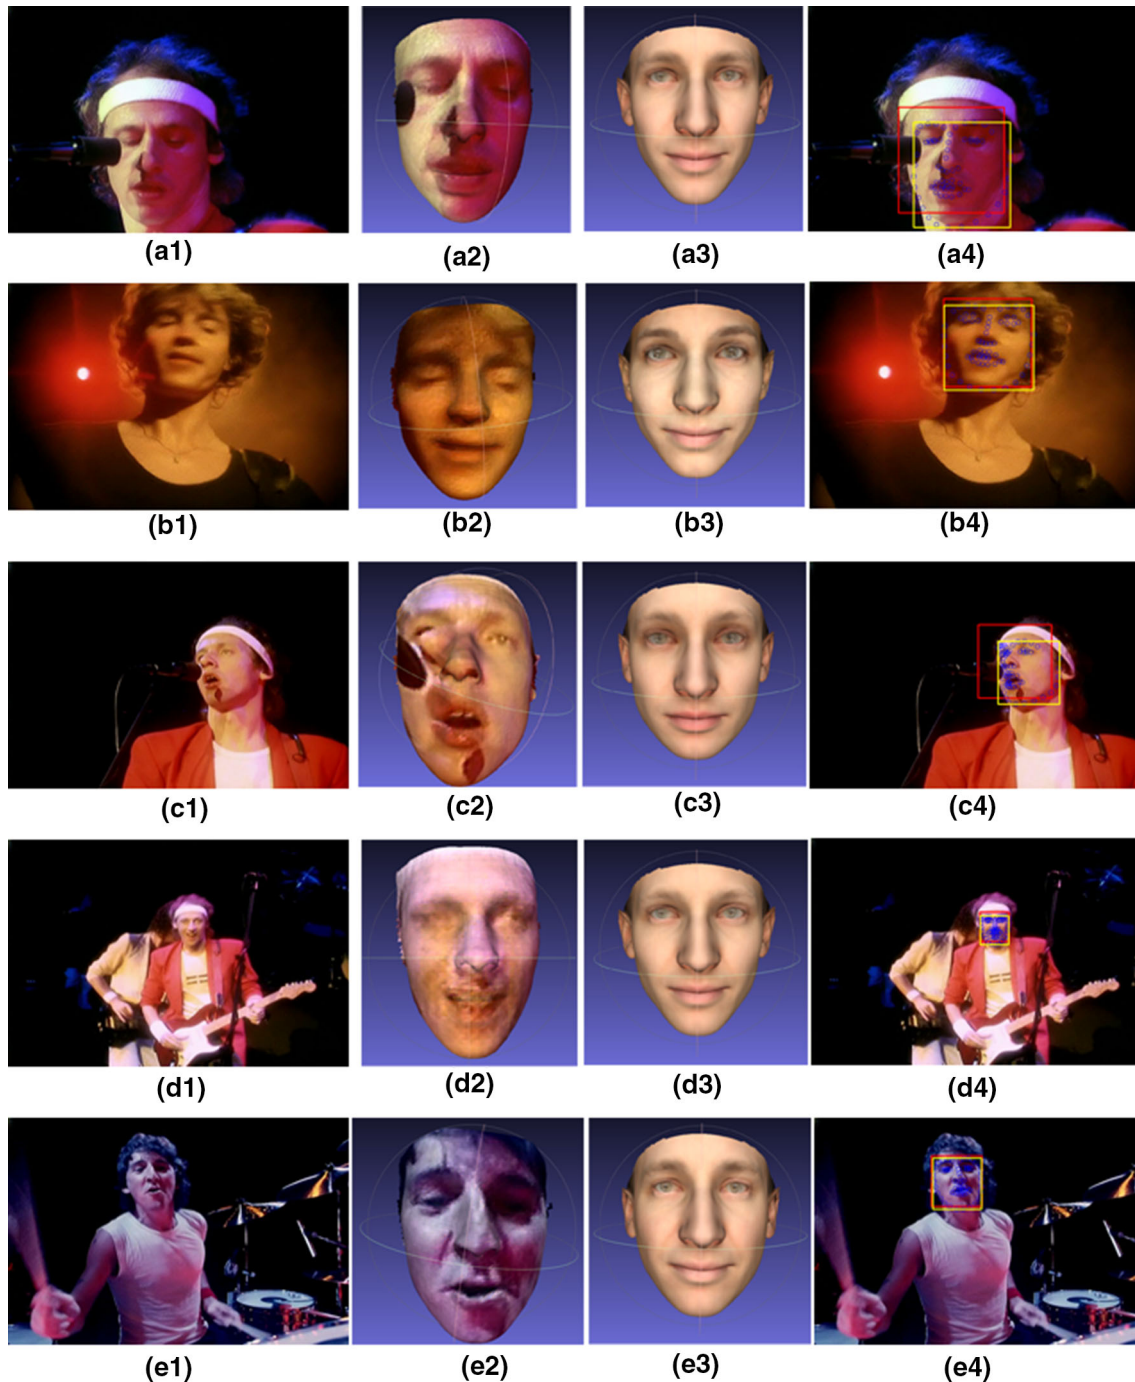 (a1) (a2) (a3) (a4)
(b1) (b2) (b3) (b4)
(c1) (c2) (c3) (c4)
(d1) (d2) (d3) (d4)
(e1) (e2) (e3) (e4)